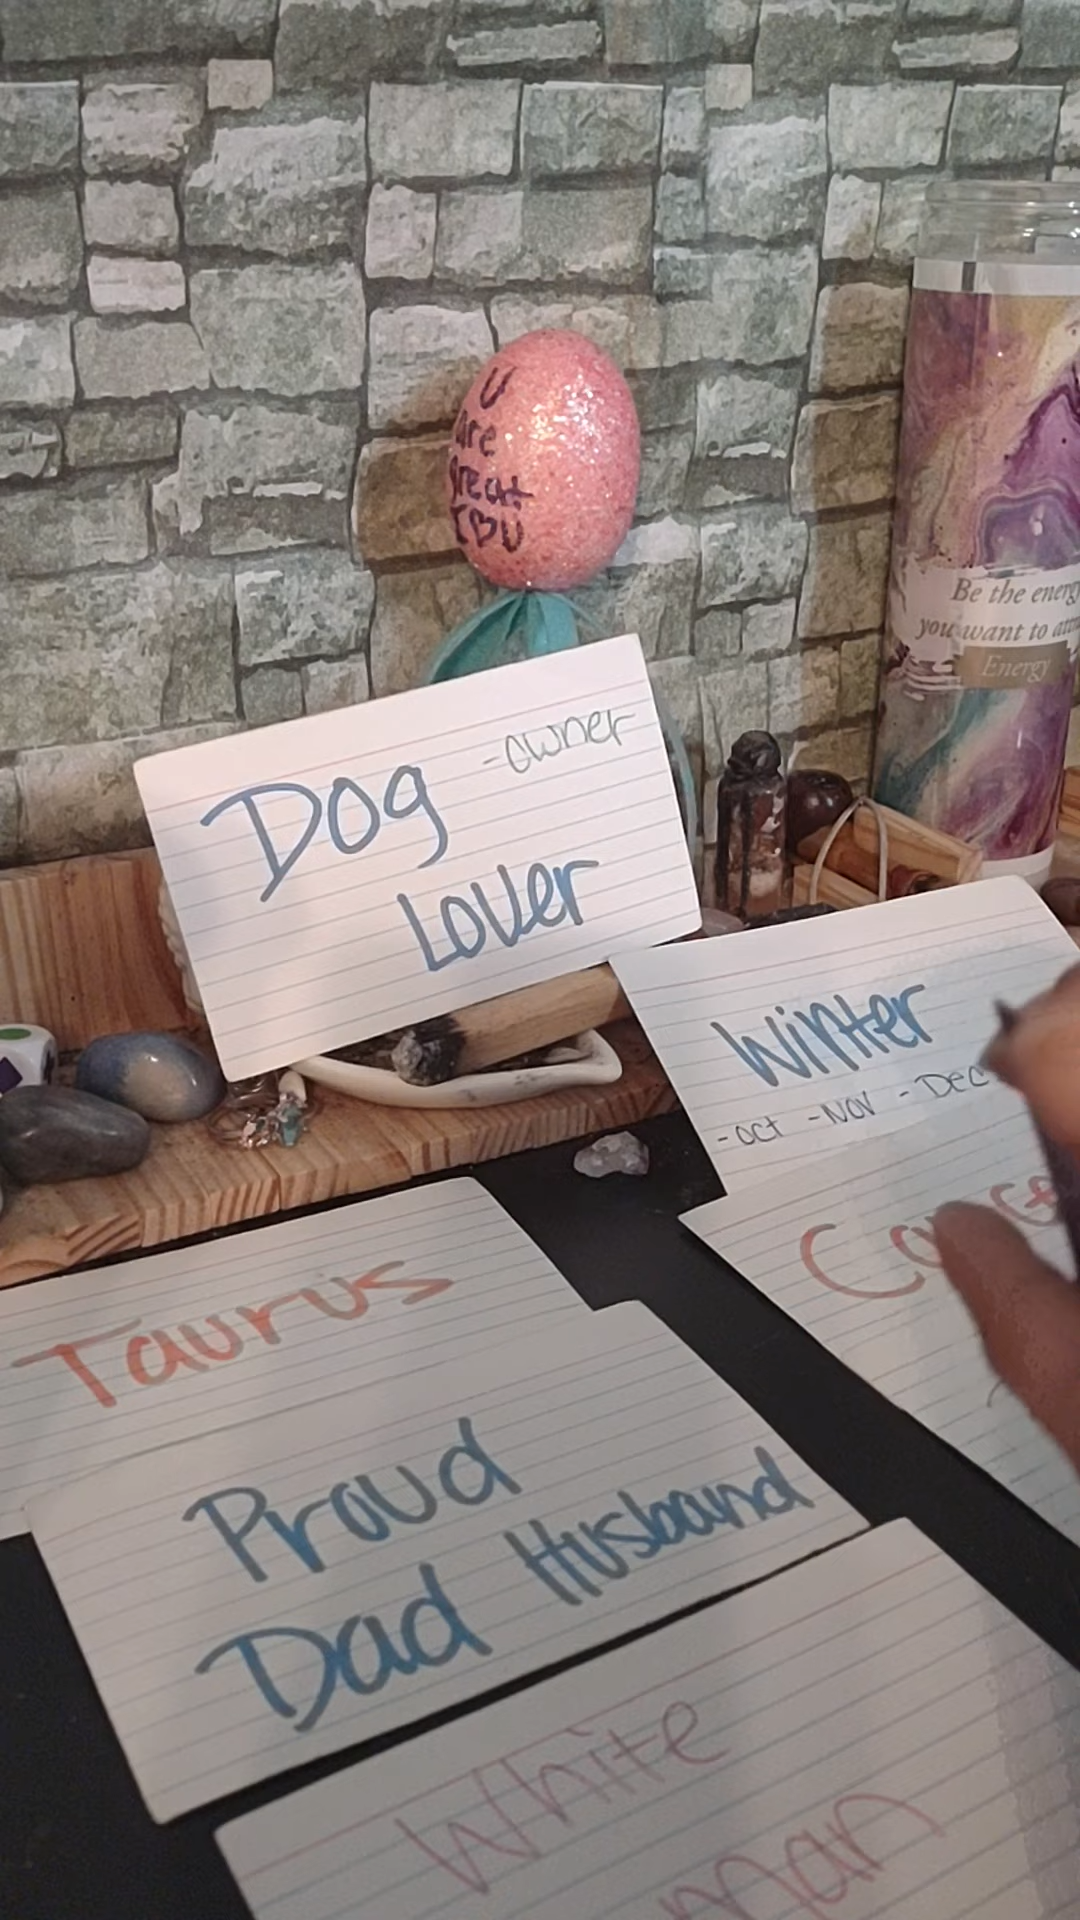 U
Are
great
I♡U
Be the energy
you want to
Energy
-owner
Dog
Lover
Winter
-Oct -Nov -Dec
Taurus
Proud
Dad Husband
White
Man